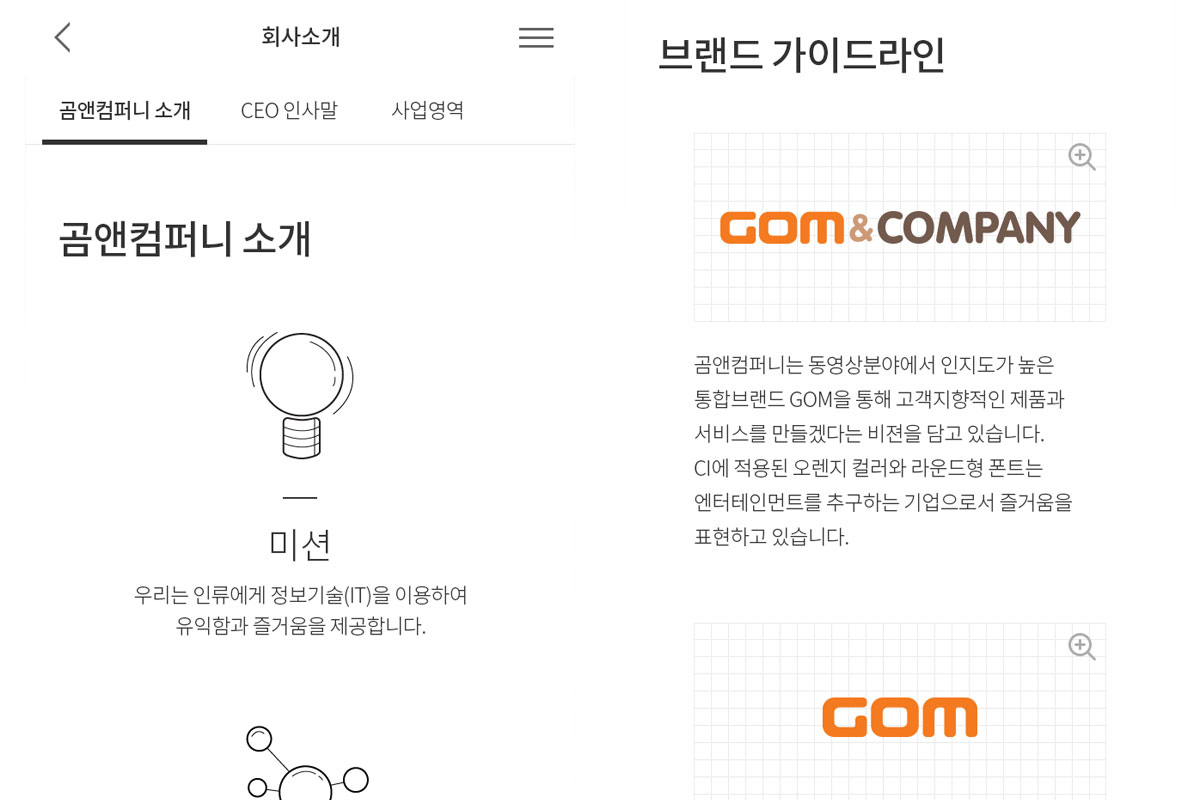 회사소개
곰앤컴퍼니 소개 CEO 인사말 사업영역
곰앤컴퍼니 소개
미션
우리는 인류에게 정보기술(IT)을 이용하여
유익함과 즐거움을 제공합니다.
브랜드 가이드라인
GOM&COMPANY
곰앤컴퍼니는 동영상분야에서 인지도가 높은
통합브랜드 GOM을 통해 고객지향적인 제품과
서비스를 만들겠다는 비젼을 담고 있습니다.
CI에 적용된 오렌지 컬러와 라운드형 폰트는
엔터테인먼트를 추구하는 기업으로서 즐거움을
표현하고 있습니다.
GOM